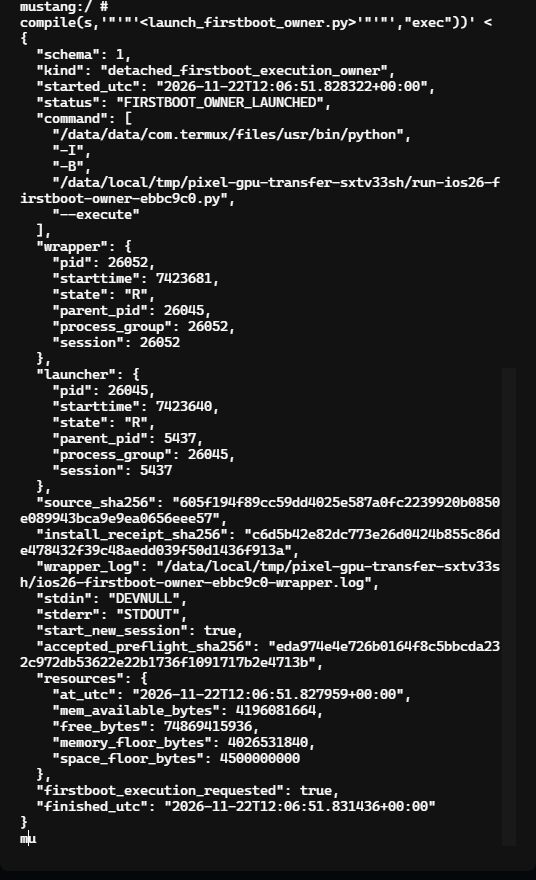 mustang:/ #
compile(s,'"'"'<launch_firstboot_owner.py>'"'"',"exec"))' <
{
  "schema": 1,
  "kind": "detached_firstboot_execution_owner",
  "started_utc": "2026-11-22T12:06:51.828322+00:00",
  "status": "FIRSTBOOT_OWNER_LAUNCHED",
  "command": [
    "/data/data/com.termux/files/usr/bin/python",
    "-I",
    "-B",
    "/data/local/tmp/pixel-gpu-transfer-sxtv33sh/run-ios26-f
irstboot-owner-ebbc9c0.py",
    "--execute"
  ],
  "wrapper": {
    "pid": 26052,
    "starttime": 7423681,
    "state": "R",
    "parent_pid": 26045,
    "process_group": 26052,
    "session": 26052
  },
  "launcher": {
    "pid": 26045,
    "starttime": 7423640,
    "state": "R",
    "parent_pid": 5437,
    "process_group": 26045,
    "session": 5437
  },
  "source_sha256": "605f194f89cc59dd4025e587a0fc2239920b0850
e089943bca9e9ea0656eee57",
  "install_receipt_sha256": "c6d5b42e82dc773e26d0424b855c86d
e478432f39c48aedd039f50d1436f913a",
  "wrapper_log": "/data/local/tmp/pixel-gpu-transfer-sxtv33s
h/ios26-firstboot-owner-ebbc9c0-wrapper.log",
  "stdin": "DEVNULL",
  "stderr": "STDOUT",
  "start_new_session": true,
  "accepted_preflight_sha256": "eda974e4e726b0164f8c5bbcda23
2c972db53622e22b1736f1091717b2e4713b",
  "resources": {
    "at_utc": "2026-11-22T12:06:51.827959+00:00",
    "mem_available_bytes": 4196081664,
    "free_bytes": 74869415936,
    "memory_floor_bytes": 4026531840,
    "space_floor_bytes": 4500000000
  },
  "firstboot_execution_requested": true,
  "finished_utc": "2026-11-22T12:06:51.831436+00:00"
}
mu